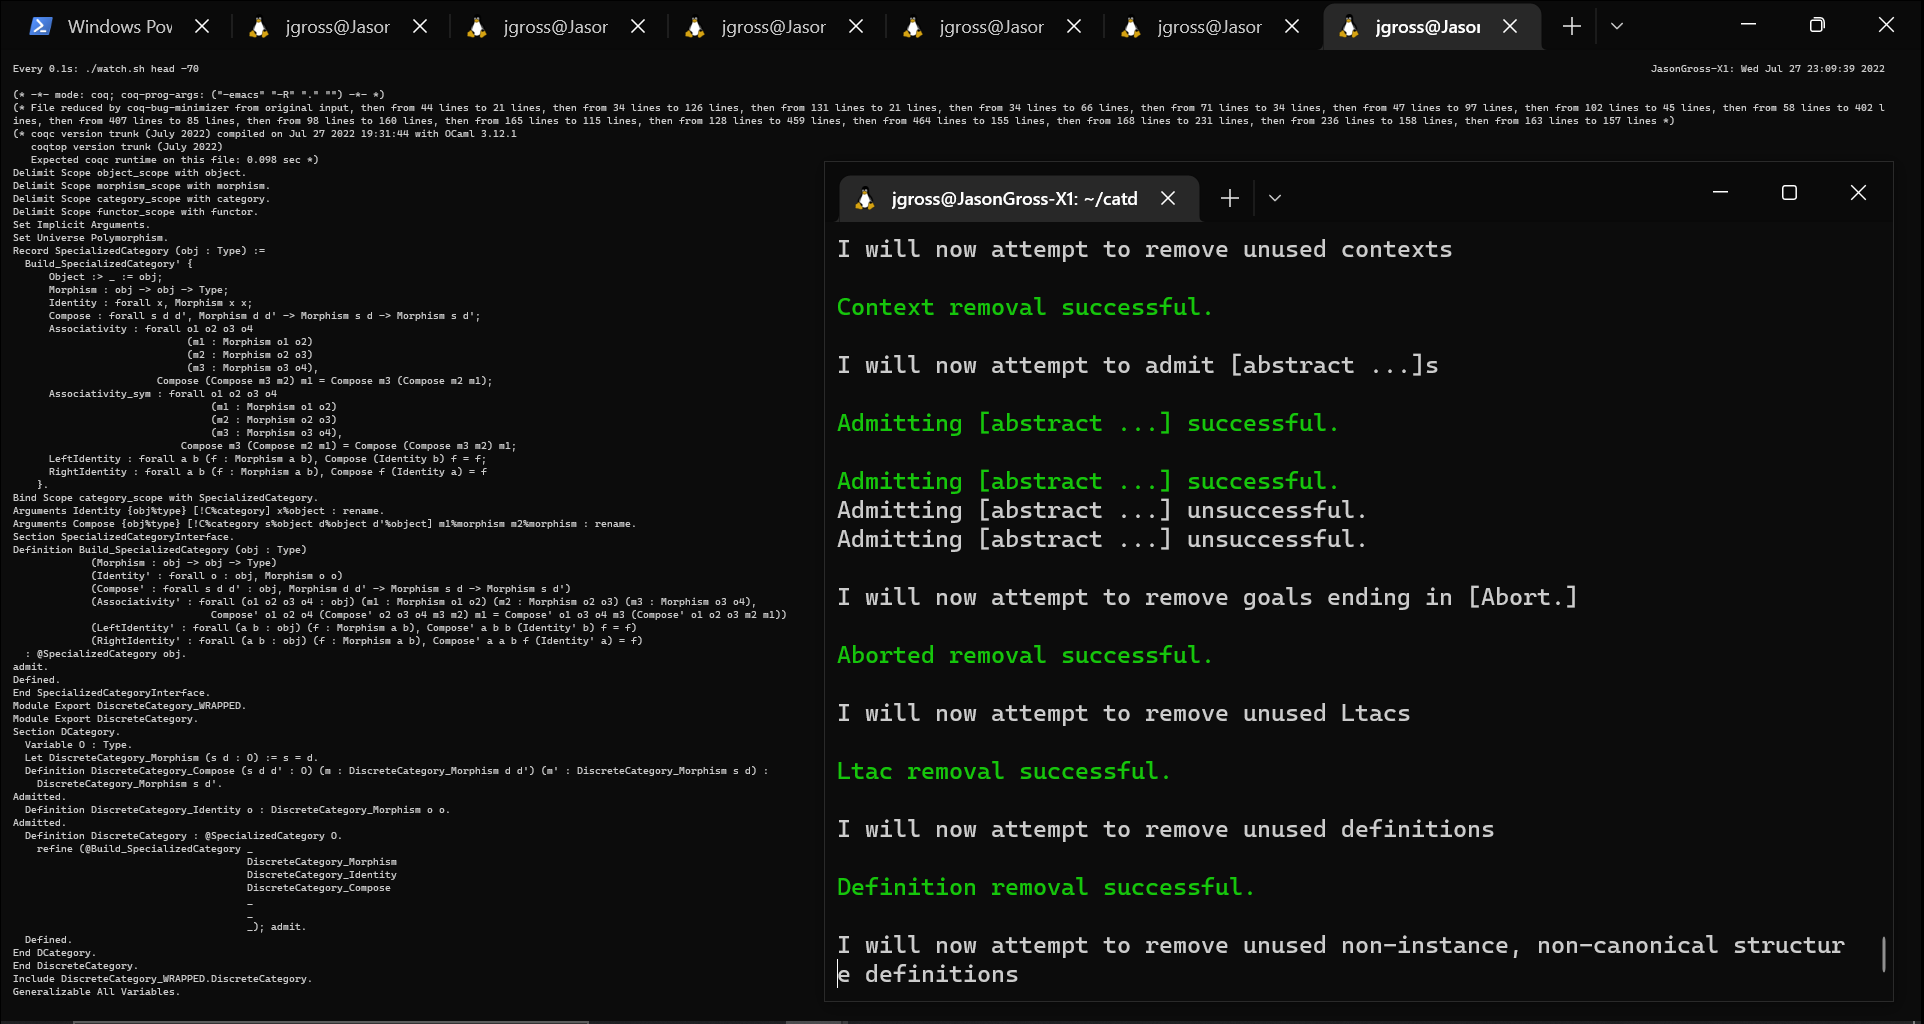 Windows Pov
jgross@Jasor
jgross@Jasor
jgross@Jasor
jgross@Jasor
jgross@Jasor
jgross@Jasor
Every 0.1s: ./watch.sh head -70
JasonGross-X1: Wed Jul 27 23:09:39 2022
(* -*- mode: coq; coq-prog-args: ("-emacs" "-R" "." "") -*- *)
(* File reduced by coq-bug-minimizer from original input, then from 44 lines to 21 lines, then from 34 lines to 126 lines, then from 131 lines to 21 lines, then from 34 lines to 66 lines, then from 71 lines to 34 lines, then from 47 lines to 97 lines, then from 102 lines to 45 lines, then from 58 lines to 402 l
ines, then from 407 lines to 85 lines, then from 98 lines to 160 lines, then from 165 lines to 115 lines, then from 128 lines to 459 lines, then from 464 lines to 155 lines, then from 168 lines to 231 lines, then from 236 lines to 158 lines, then from 163 lines to 157 lines *)
(* coqc version trunk (July 2022) compiled on Jul 27 2022 19:31:44 with OCaml 3.12.1
coqtop version trunk (July 2022)
Expected coqc runtime on this file: 0.098 sec *)
Delimit Scope object_scope with object.
Delimit Scope morphism_scope with morphism.
Delimit Scope category_scope with category.
Delimit Scope functor_scope with functor.
Set Implicit Arguments.
Set Universe Polymorphism.
Record SpecializedCategory (obj : Type) :=
Build_SpecializedCategory' {
Object :> _ := obj;
Morphism : obj -> obj -> Type;
Identity : forall x, Morphism x x;
Compose : forall s d d', Morphism d d' -> Morphism s d -> Morphism s d';
Associativity : forall o1 o2 o3 o4
(m1 : Morphism o1 o2)
(m2 : Morphism o2 o3)
(m3 : Morphism o3 o4),
Compose (Compose m3 m2) m1 = Compose m3 (Compose m2 m1);
Associativity_sym : forall o1 o2 o3 o4
(m1 : Morphism o1 o2)
(m2 : Morphism o2 o3)
(m3 : Morphism o3 o4),
Compose m3 (Compose m2 m1) = Compose (Compose m3 m2) m1;
LeftIdentity : forall a b (f : Morphism a b), Compose (Identity b) f = f;
RightIdentity : forall a b (f : Morphism a b), Compose f (Identity a) = f
}.
Bind Scope category_scope with SpecializedCategory.
Arguments Identity {obj%type} [!C%category] x%object : rename.
Arguments Compose {obj%type} [!C%category s%object d%object d'%object] m1%morphism m2%morphism : rename.
Section SpecializedCategoryInterface.
Definition Build_SpecializedCategory (obj : Type)
(Morphism : obj -> obj -> Type)
(Identity' : forall o : obj, Morphism o o)
(Compose' : forall s d d' : obj, Morphism d d' -> Morphism s d -> Morphism s d')
(Associativity' : forall (o1 o2 o3 o4 : obj) (m1 : Morphism o1 o2) (m2 : Morphism o2 o3) (m3 : Morphism o3 o4),
Compose' o1 o2 o4 (Compose' o2 o3 o4 m3 m2) m1 = Compose' o1 o3 o4 m3 (Compose' o1 o2 o3 m2 m1))
(LeftIdentity' : forall (a b : obj) (f : Morphism a b), Compose' a b b (Identity' b) f = f)
(RightIdentity' : forall (a b : obj) (f : Morphism a b), Compose' a a b f (Identity' a) = f)
: @SpecializedCategory obj.
admit.
Defined.
End SpecializedCategoryInterface.
Module Export DiscreteCategory_WRAPPED.
Module Export DiscreteCategory.
Section DCategory.
Variable O : Type.
Let DiscreteCategory_Morphism (s d : O) := s = d.
Definition DiscreteCategory_Compose (s d d' : O) (m : DiscreteCategory_Morphism d d') (m' : DiscreteCategory_Morphism s d) :
DiscreteCategory_Morphism s d'.
Admitted.
Definition DiscreteCategory_Identity o : DiscreteCategory_Morphism o o.
Admitted.
Definition DiscreteCategory : @SpecializedCategory O.
refine (@Build_SpecializedCategory _
DiscreteCategory_Morphism
DiscreteCategory_Identity
DiscreteCategory_Compose
_
_
_); admit.
Defined.
End DCategory.
End DiscreteCategory.
Include DiscreteCategory_WRAPPED.DiscreteCategory.
Generalizable All Variables.
jgross@JasonGross-X1: ~/catd
I will now attempt to remove unused contexts
Context removal successful.
I will now attempt to admit [abstract ...]s
Admitting [abstract ...] successful.
Admitting [abstract ...] successful.
Admitting [abstract ...] unsuccessful.
Admitting [abstract ...] unsuccessful.
I will now attempt to remove goals ending in [Abort.]
Aborted removal successful.
I will now attempt to remove unused Ltacs
Ltac removal successful.
I will now attempt to remove unused definitions
Definition removal successful.
I will now attempt to remove unused non-instance, non-canonical structur
e definitions